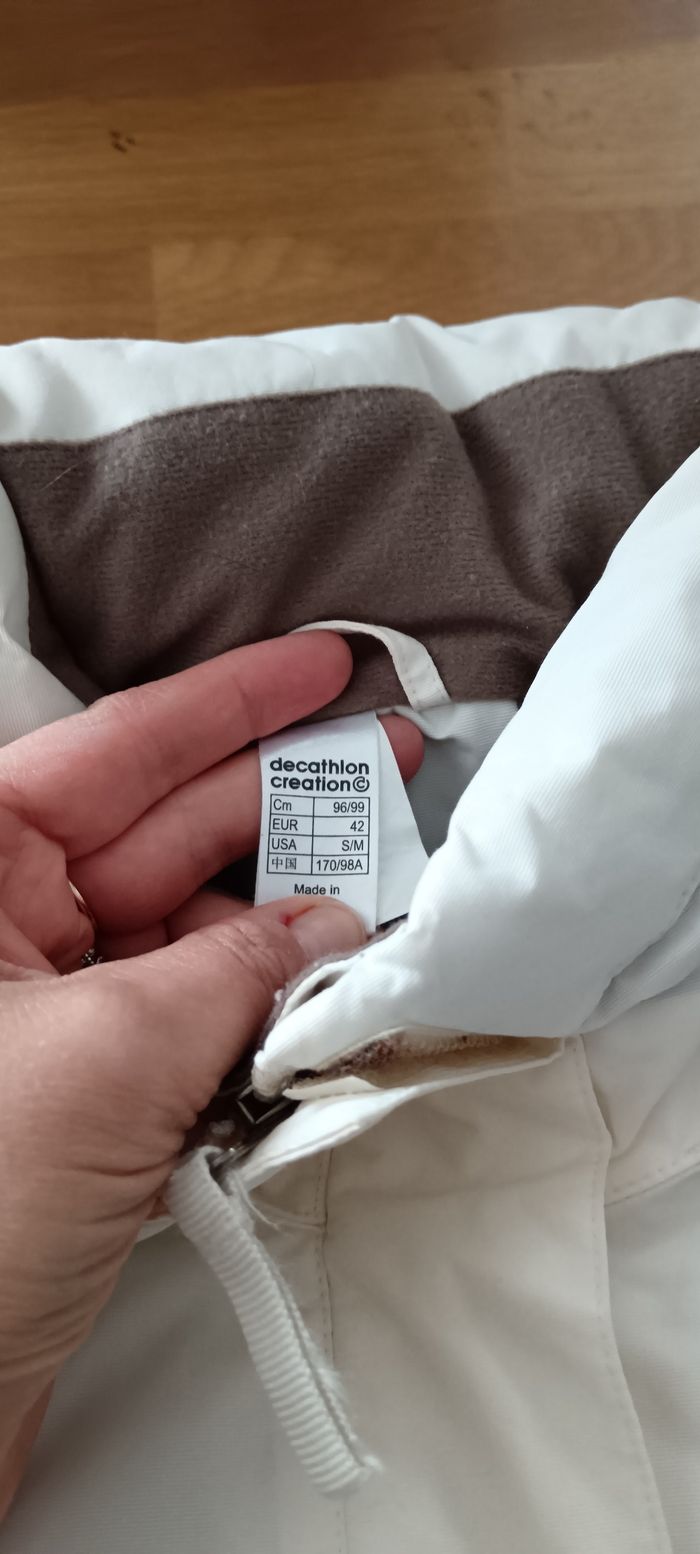 decathlon
creation©
Cm 96/99
EUR 42
USA S/M
中国 170/98A
Made in